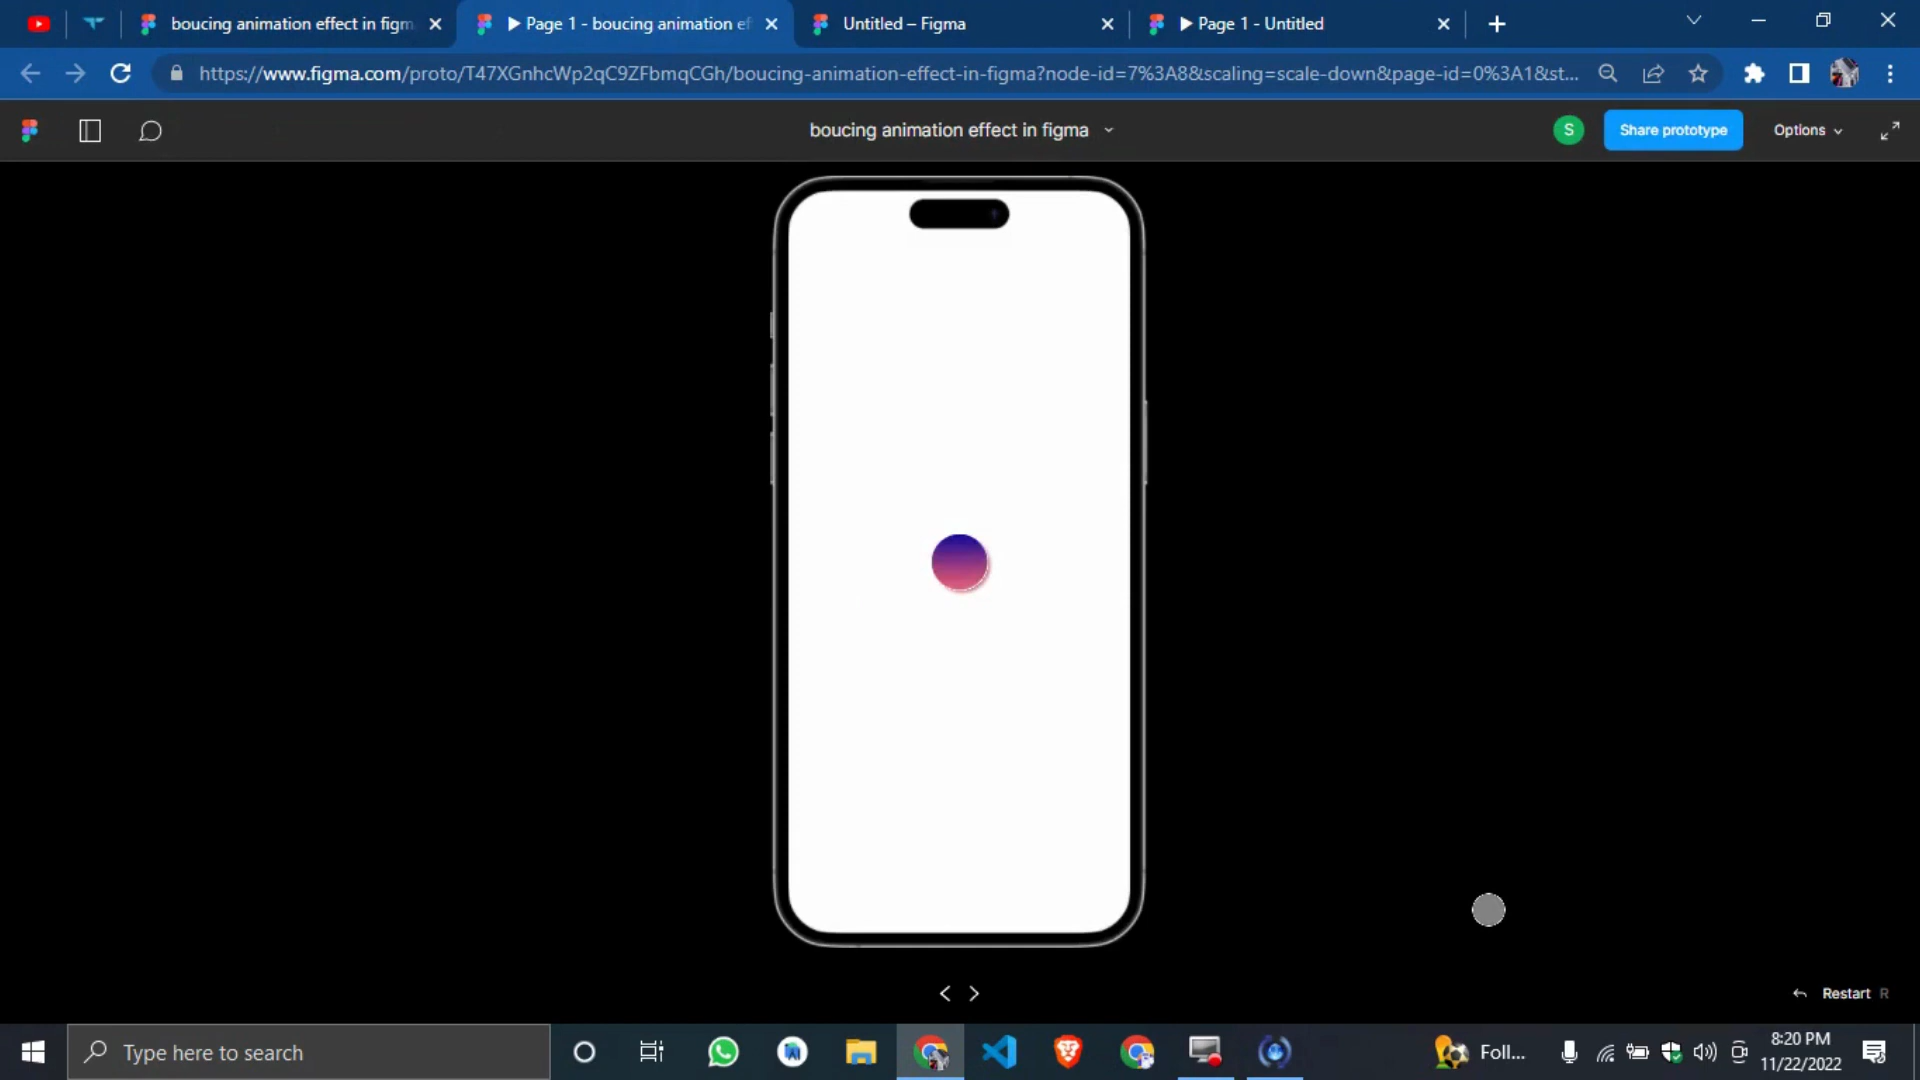 boucing animation effect in figm
Page 1 - boucing animation ef
Untitled – Figma
Page 1 - Untitled
https://www.figma.com/proto/T47XGnhcWp2qC9ZFbmqCGh/boucing-animation-effect-in-figma?node-id=7%3A8&scaling=scale-down&page-id=0%3A1&st...
boucing animation effect in figma
S
Share prototype
Options
Restart R
Type here to search
Foll...
8:20 PM
11/22/2022